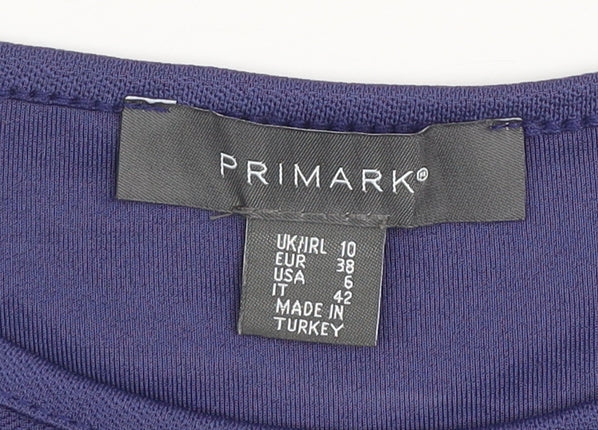 PRIMARK®
UK/IRL 10
EUR 38
USA 6
IT 42
MADE IN
TURKEY